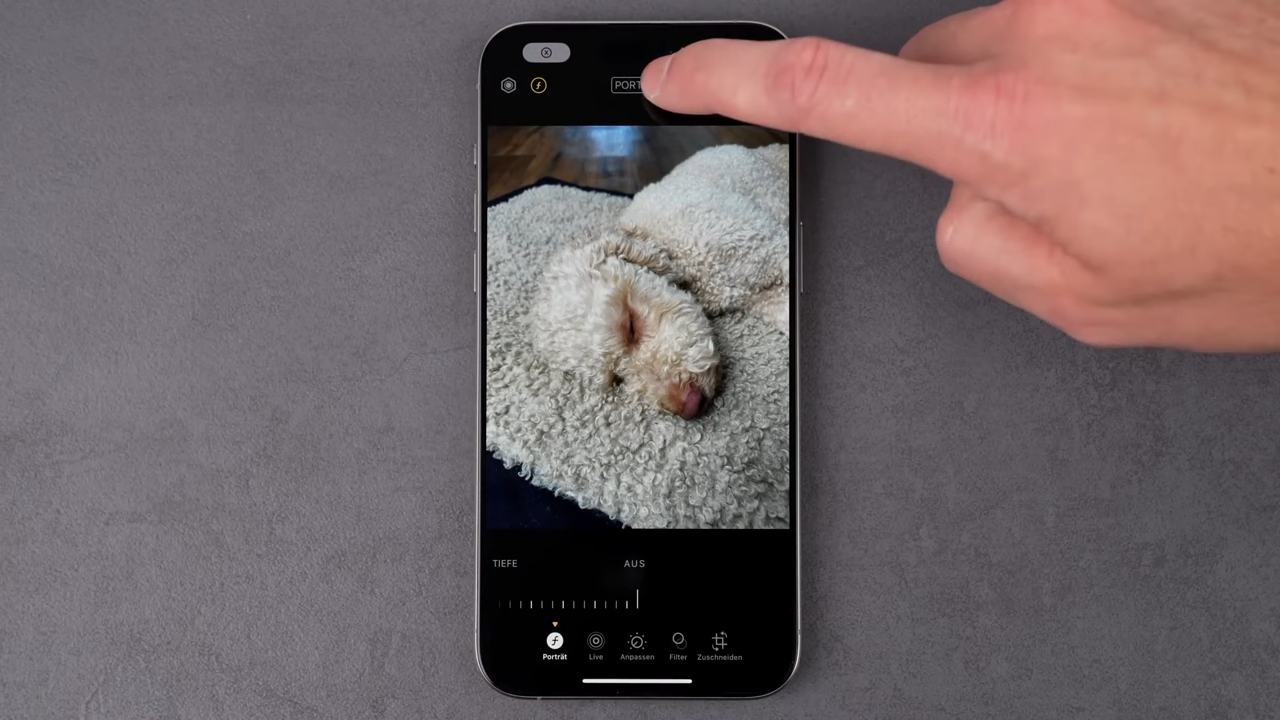 PORT
TIEFE
AUS
Porträt
Live
Anpassen
Filter
Zuschneiden